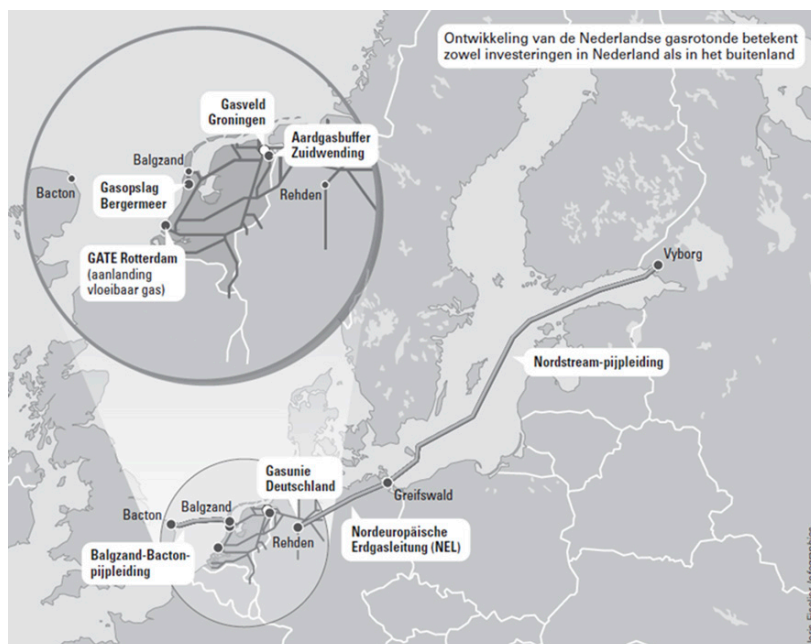 Ontwikkeling van de Nederlandse gasrotonde betekent
zowel investeringen in Nederland als in het buitenland
Gasveld
Groningen
Aardgasbuffer
Zuidwending
Balgzand
Bacton
Gasopslag
Bergermeer
Rehden
GATE Rotterdam
(aanlanding
vloeibaar gas)
Vyborg
Nordstream-pijpleiding
Gasunie
Deutschland
Greifswald
Bacton
Balgzand
Rehden
Nordeuropäische
Erdgasleitung (NEL)
Balgzand-Bacton-
pijpleiding